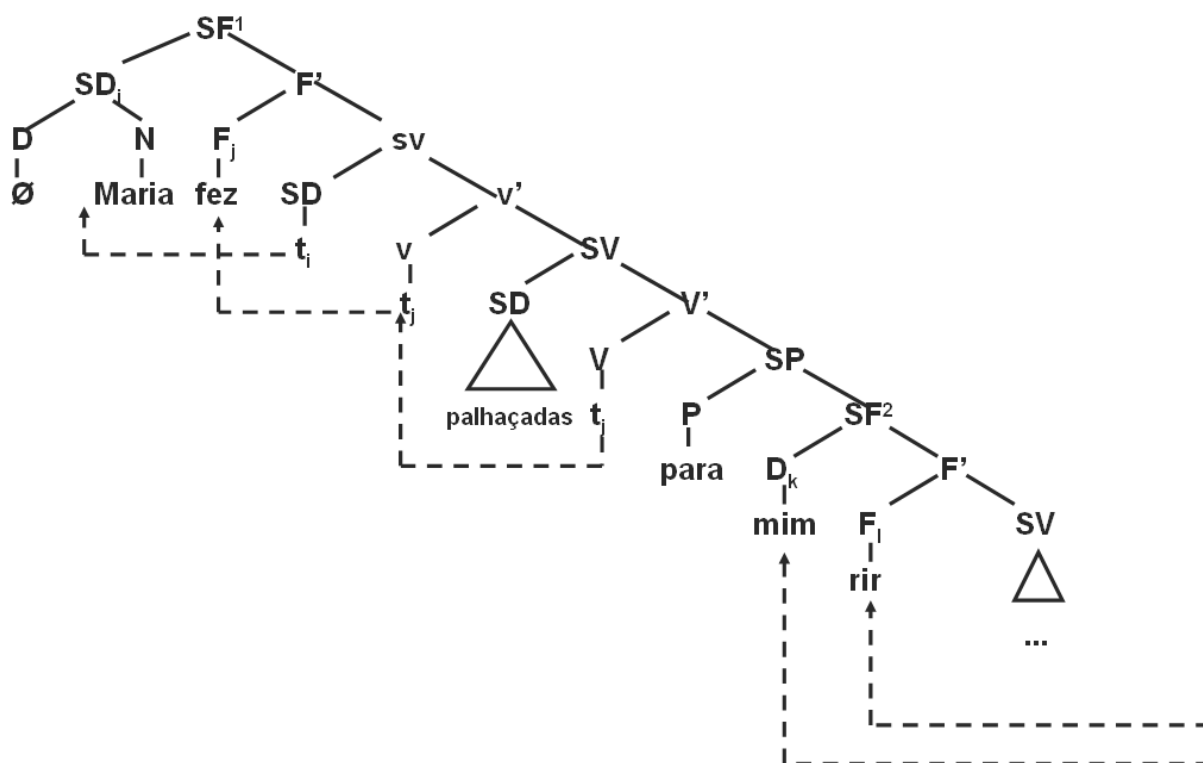 SF¹
SDᵢ F’
D N Fⱼ sv
Ø Maria fez SD v’
tᵢ v SV
tⱼ SD V’
V SP
palhaçadas tⱼ P SF²
para Dₖ F’
mim Fₗ SV
rir
...